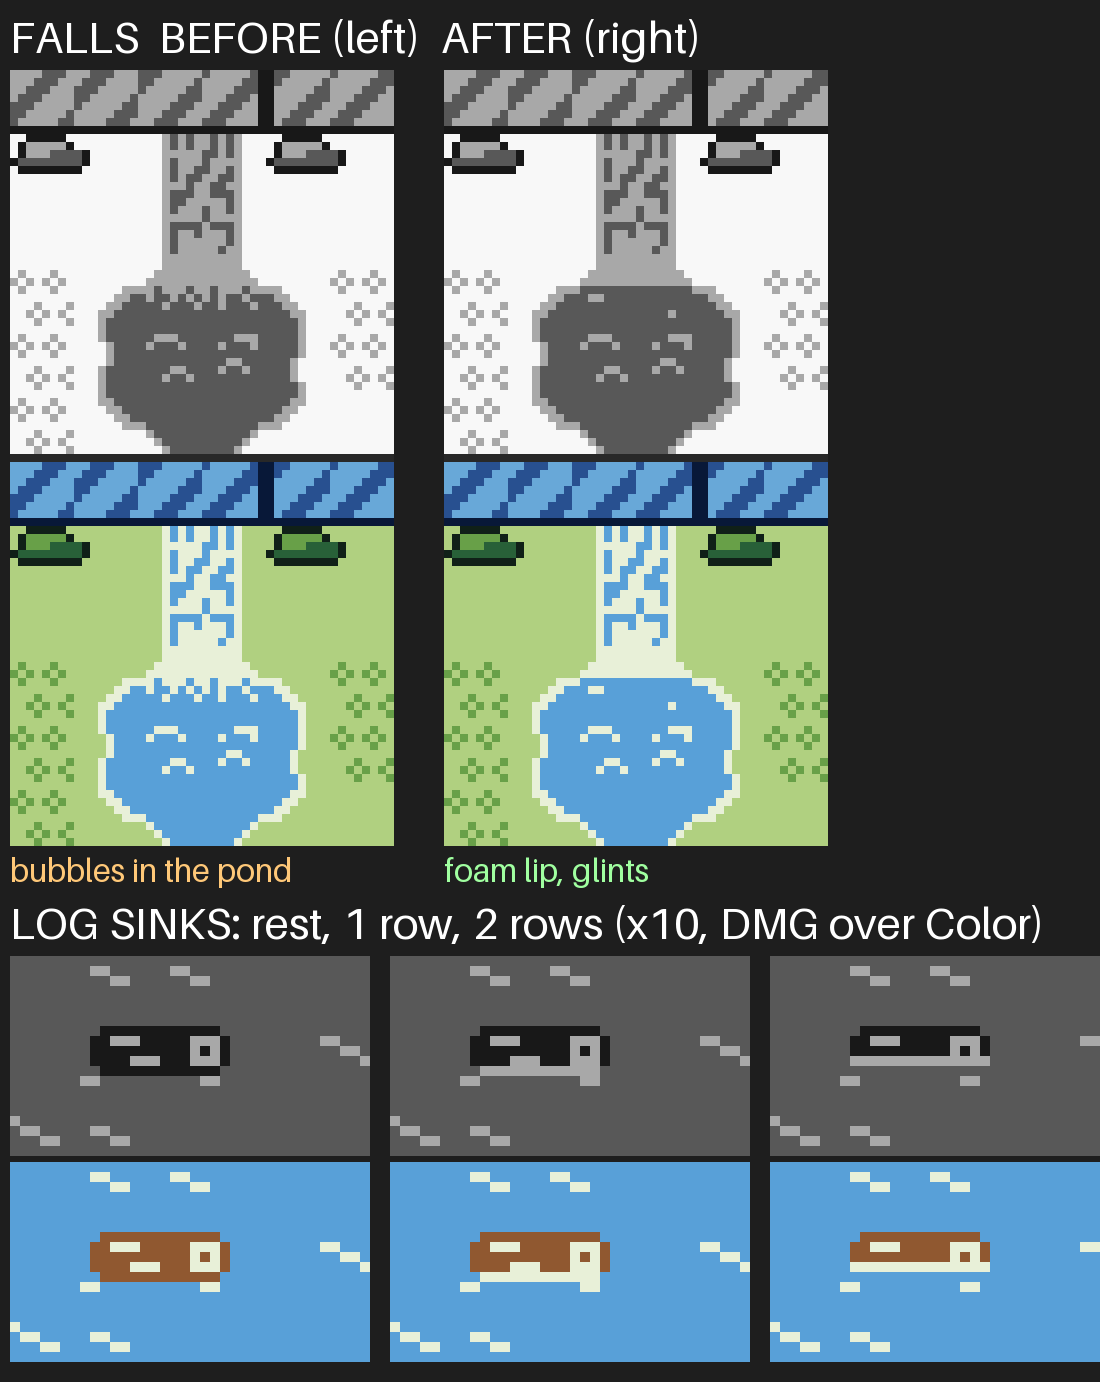 FALLS BEFORE (left) AFTER (right)
bubbles in the pond foam lip, glints
LOG SINKS: rest, 1 row, 2 rows (x10, DMG over Color)